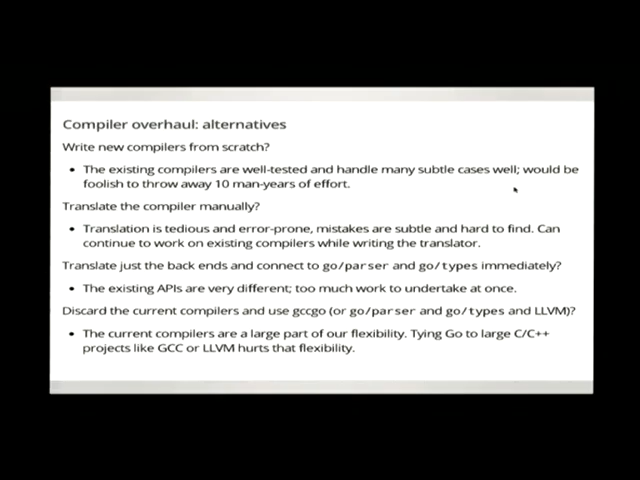 Compiler overhaul: alternatives
Write new compilers from scratch?
• The existing compilers are well-tested and handle many subtle cases well; would be
foolish to throw away 10 man-years of effort.
Translate the compiler manually?
• Translation is tedious and error-prone, mistakes are subtle and hard to find. Can
continue to work on existing compilers while writing the translator.
Translate just the back ends and connect to go/parser and go/types immediately?
• The existing APIs are very different; too much work to undertake at once.
Discard the current compilers and use gccgo (or go/parser and go/types and LLVM)?
• The current compilers are a large part of our flexibility. Tying Go to large C/C++
projects like GCC or LLVM hurts that flexibility.